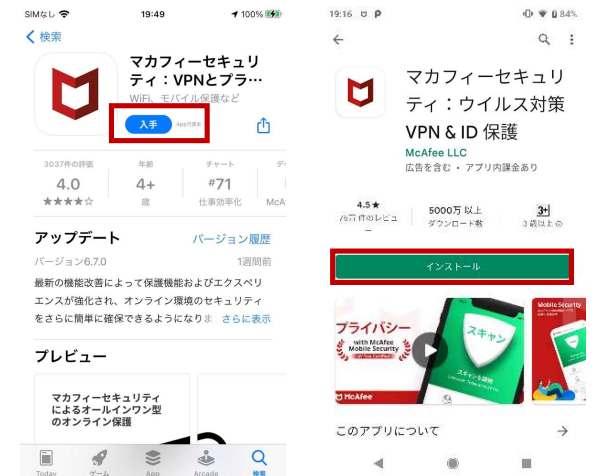 SIMなし
19:49
100%
検索
マカフィーセキュリ
ティ：VPNとプラ…
WiFi、モバイル保護など
入手
App内課金
3037件の評価
4.0
年齢
4+
歳
チャート
#71
仕事効率化
McA
アップデート
バージョン履歴
バージョン6.7.0
1週間前
最新の機能改善によって保護機能およびエクスペリ
エンスが強化され、オンライン環境のセキュリティ
をさらに簡単に確保できるようになりま
さらに表示
プレビュー
マカフィーセキュリティ
によるオールインワン型
のオンライン保護
Today
ゲーム
App
Arcade
検索
19:16
84%
マカフィーセキュリ
ティ：ウイルス対策
VPN & ID 保護
McAfee LLC
広告を含む・アプリ内課金あり
4.5★
5000万 以上
ダウンロード数
3+
3 歳以上
インストール
プライバシー
with McAfee
Mobile Security
スキャン
スキャンを開始
McAfee
Mobile Security
このアプリについて